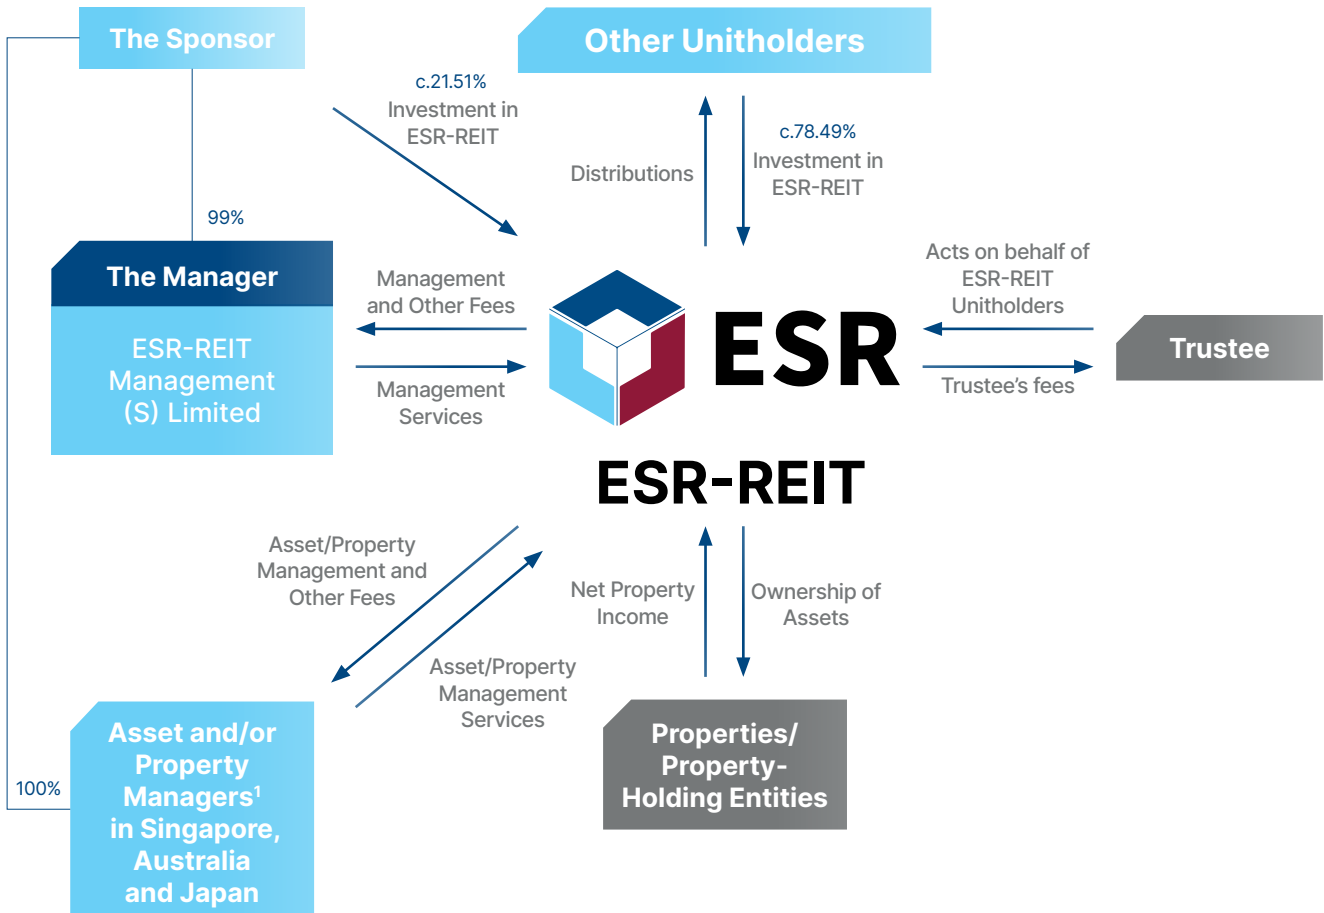 The Sponsor
Other Unitholders
c.21.51%
Investment in
ESR-REIT
c.78.49%
Investment in
ESR-REIT
Distributions
99%
The Manager
ESR-REIT
Management
(S) Limited
Management
and Other Fees
Management
Services
ESR
ESR-REIT
Acts on behalf of
ESR-REIT
Unitholders
Trustee's fees
Trustee
Asset/Property
Management and
Other Fees
Asset/Property
Management
Services
Net Property
Income
Ownership of
Assets
100%
Asset and/or
Property
Managers¹
in Singapore,
Australia
and Japan
Properties/
Property-
Holding Entities